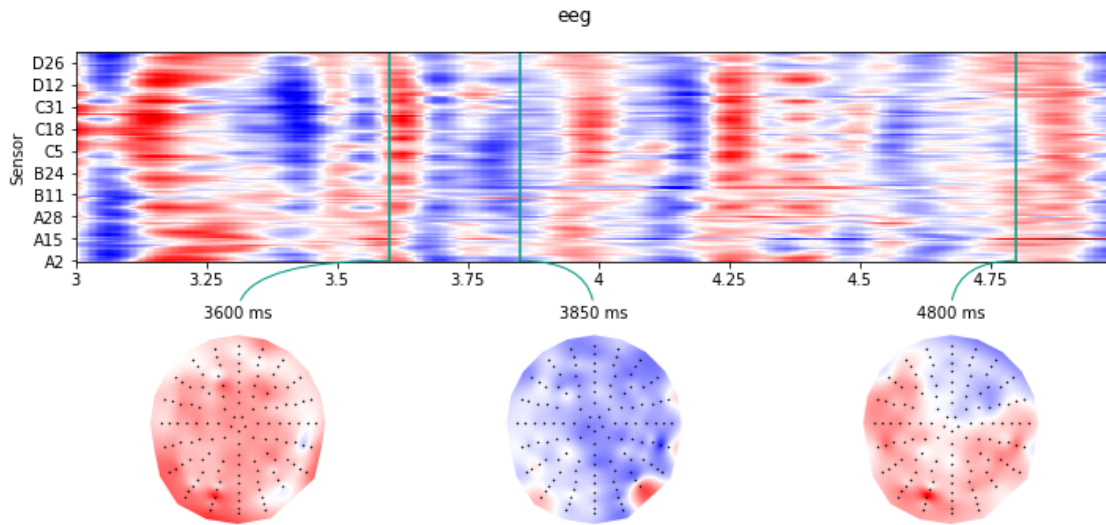 eeg
Sensor
D26
D12
C31
C18
C5
B24
B11
A28
A15
A2
3 3.25 3.5 3.75 4 4.25 4.5 4.75
3600 ms 3850 ms 4800 ms